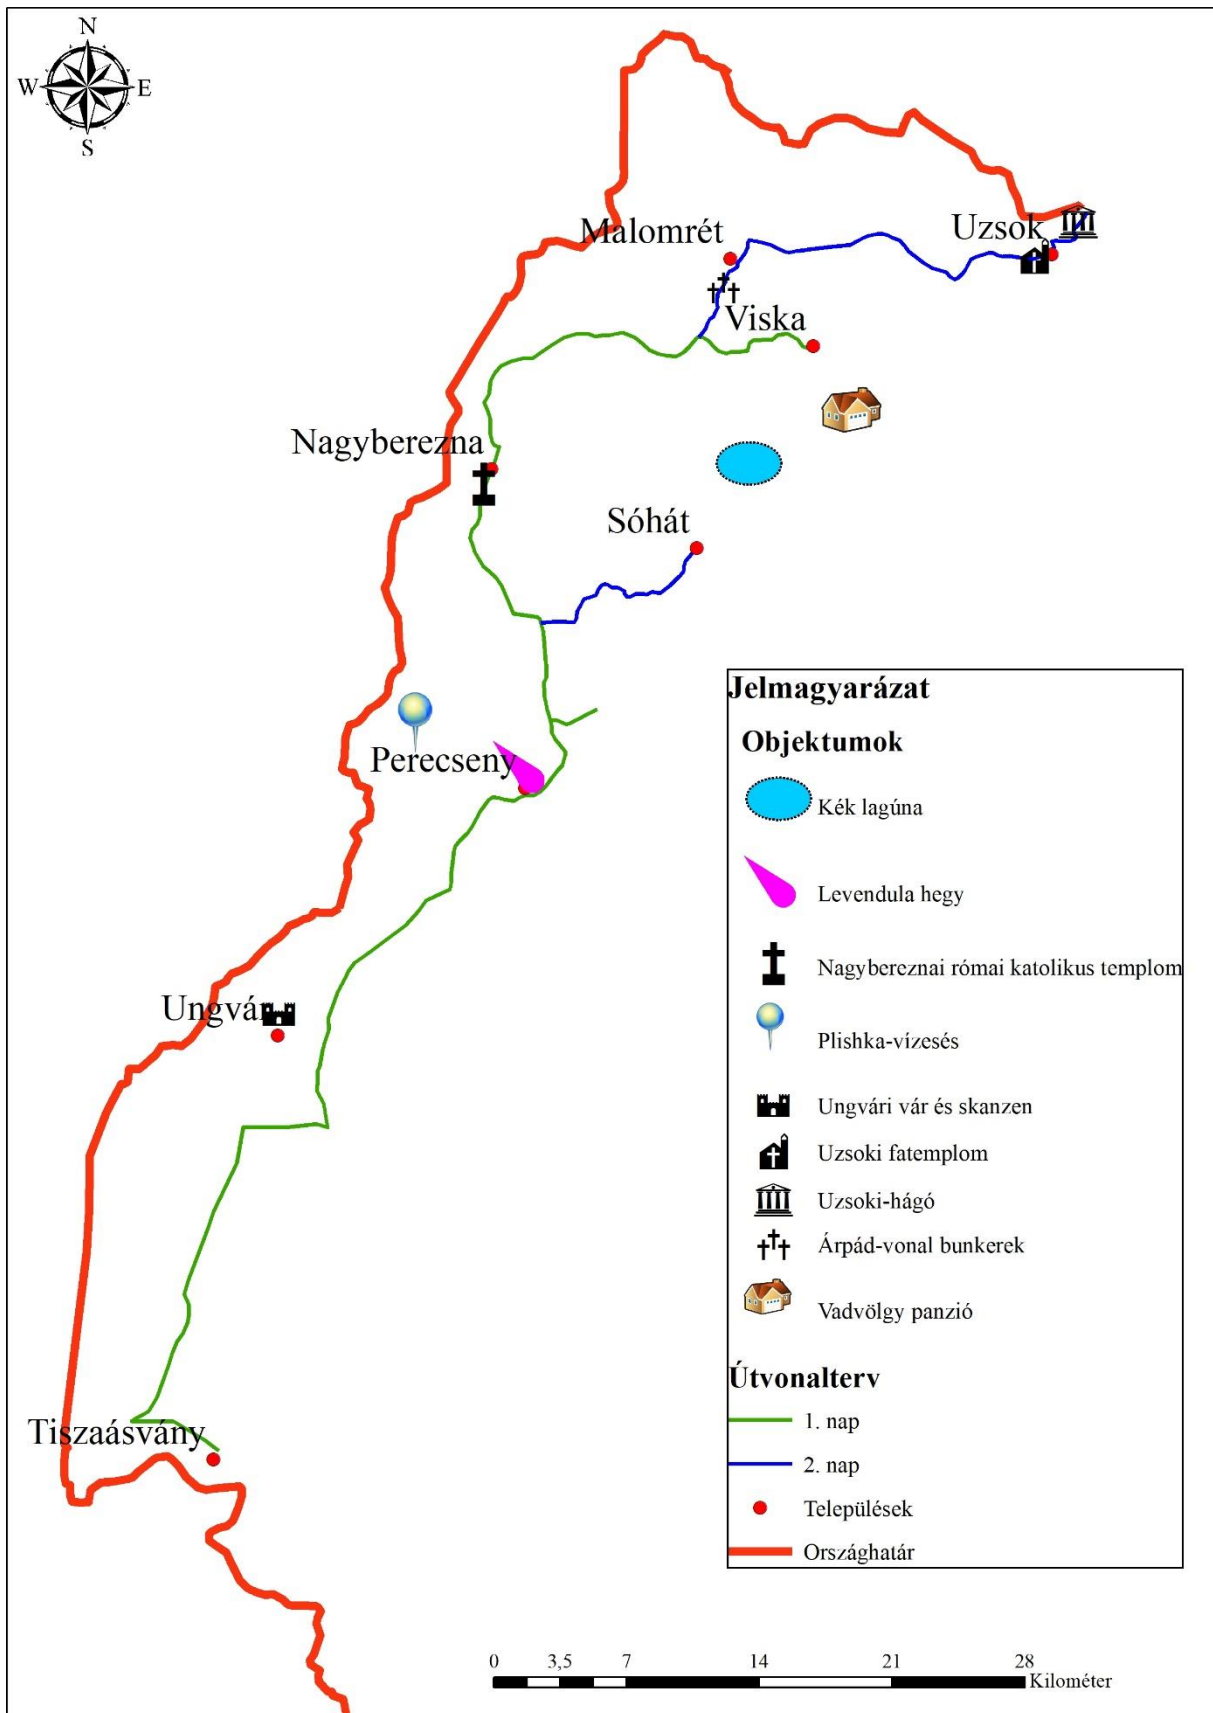 N
W E
S
Malomrét
Uzsok
Viska
Nagyberezna
Sóhát
Perecseny
Ungvár
Tiszaásvány
Jelmagyarázat
Objektumok
Kék lagúna
Levendula hegy
Nagybereznai római katolikus templom
Plishka-vízesés
Ungvári vár és skanzen
Uzsoki fatemplom
Uzsoki-hágó
Árpád-vonal bunkerek
Vadvölgy panzió
Útvonalterv
1. nap
2. nap
Települések
Országhatár
0 3,5 7 14 21 28
Kilométer